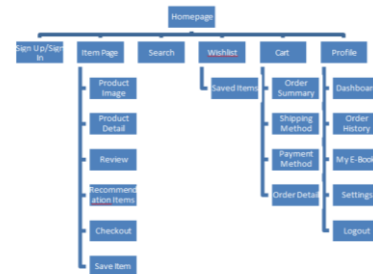 Homepage
Sign Up/Sign
In
Item Page
Search
Wishlist
Cart
Profile
Product
Image
Product
Detail
Review
Recommend
ation Items
Checkout
Save Item
Saved Items
Order
Summary
Shipping
Method
Payment
Method
Order Detail
Dashboard
Order
History
My E-Book
Settings
Logout